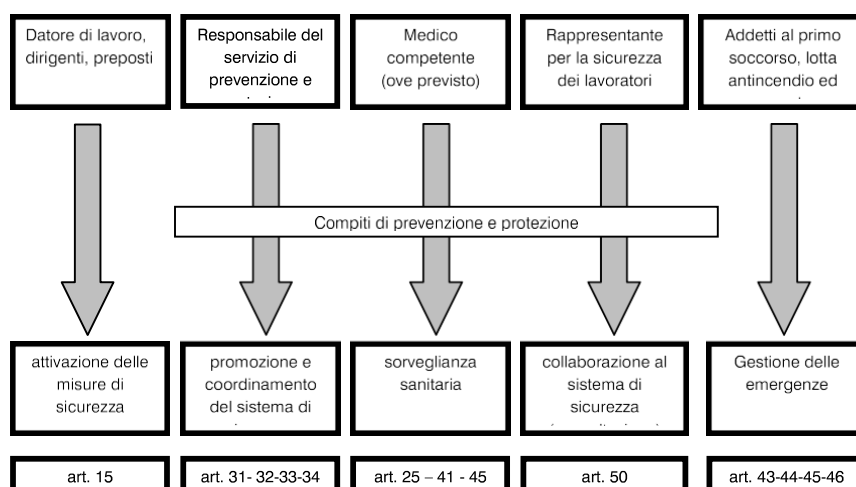 Datore di lavoro,
dirigenti, preposti
Responsabile del
servizio di
prevenzione e
Medico
competente
(ove previsto)
Rappresentante
per la sicurezza
dei lavoratori
Addetti al primo
soccorso, lotta
antincendio ed
Compiti di prevenzione e protezione
attivazione delle
misure di
sicurezza
promozione e
coordinamento
del sistema di
sorveglianza
sanitaria
collaborazione al
sistema di
sicurezza
Gestione delle
emergenze
art. 15
art. 31- 32-33-34
art. 25 – 41 - 45
art. 50
art. 43-44-45-46